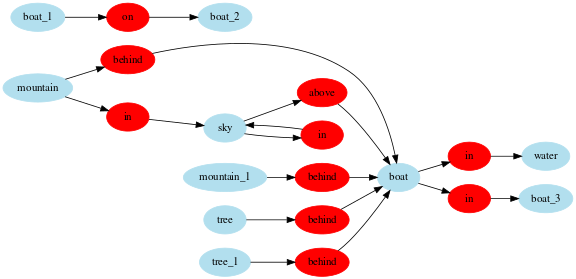 boat_1 on boat_2
behind
mountain
above
in
sky
in
in water
mountain_1 behind boat
in boat_3
tree behind
tree_1 behind